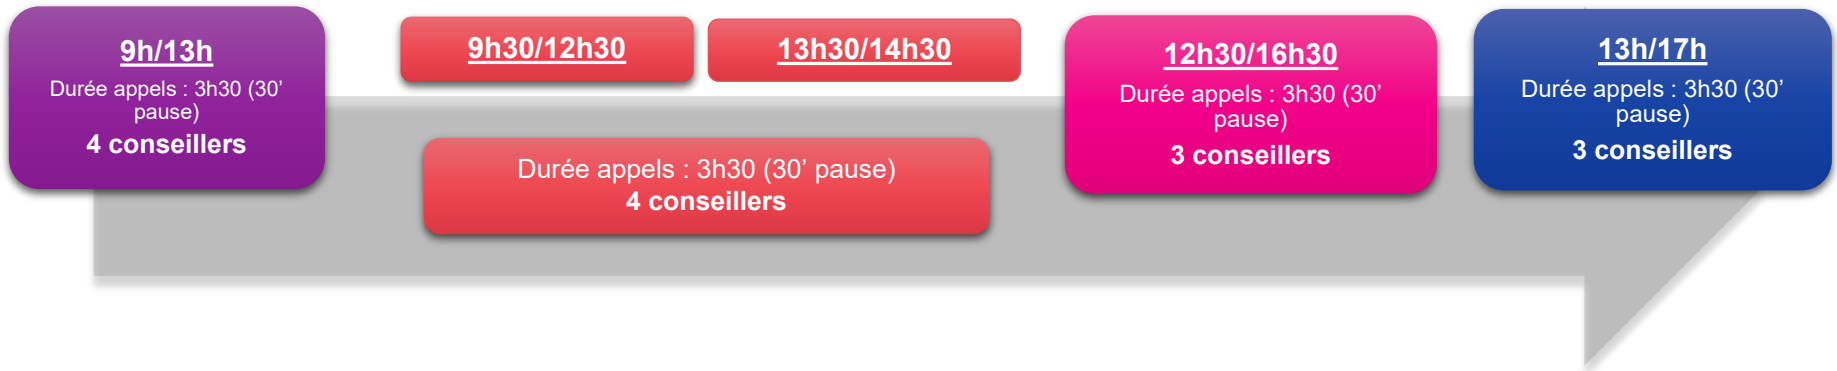 9h/13h
Durée appels : 3h30 (30’
pause)
4 conseillers
9h30/12h30
13h30/14h30
Durée appels : 3h30 (30’ pause)
4 conseillers
12h30/16h30
Durée appels : 3h30 (30’
pause)
3 conseillers
13h/17h
Durée appels : 3h30 (30’
pause)
3 conseillers